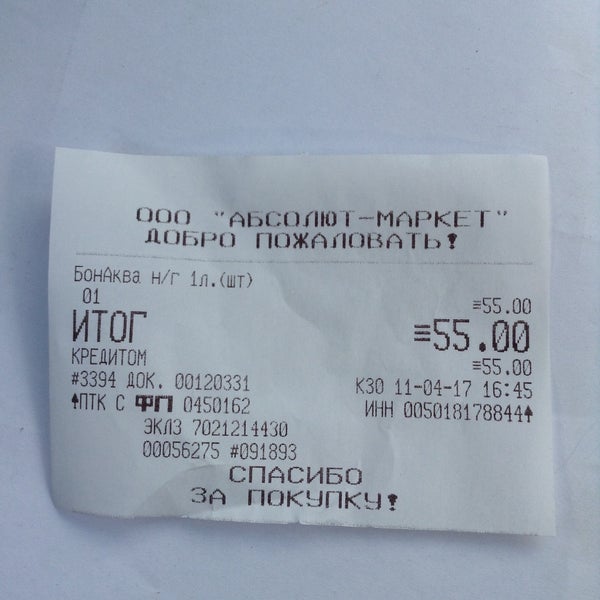 ООО "АБСОЛЮТ-МАРКЕТ"
ДОБРО ПОЖАЛОВАТЬ!
БонАква н/г 1л.(шт)
01 ≡55.00
ИТОГ ≡55.00
КРЕДИТОМ ≡55.00
#3394 ДОК. 00120331 КЗ0 11-04-17 16:45
↑ПТК С ФП 0450162 ИНН 005018178844↑
ЭКЛЗ 7021214430
00056275 #091893
СПАСИБО
ЗА ПОКУПКУ!